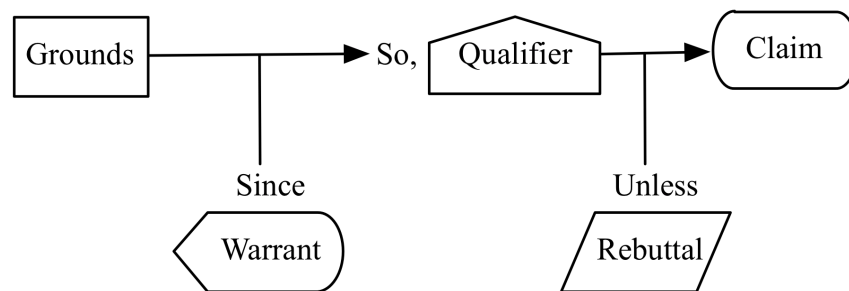 Grounds
So,
Qualifier
Claim
Since
Unless
Warrant
Rebuttal